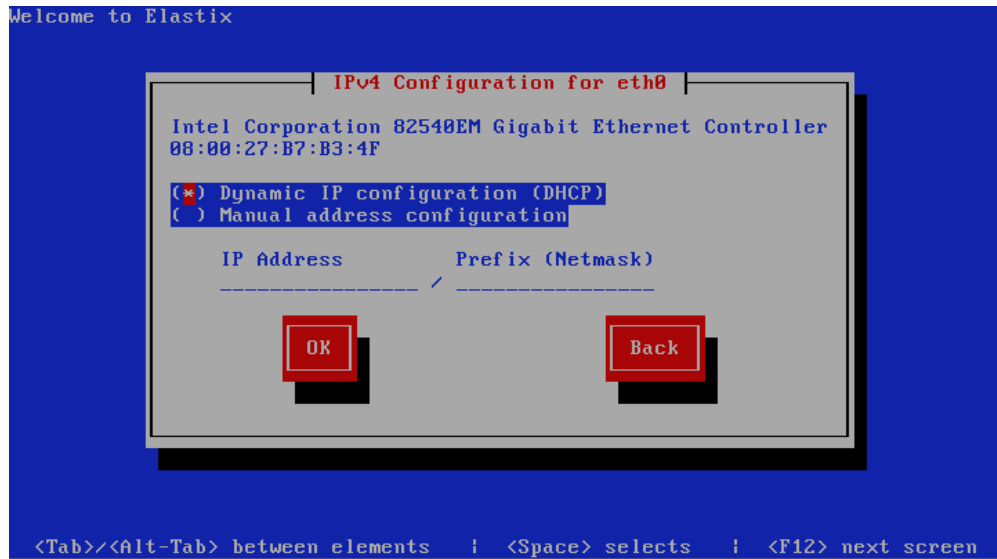 Welcome to Elastix
IPv4 Configuration for eth0
Intel Corporation 82540EM Gigabit Ethernet Controller
08:00:27:B7:B3:4F
(*) Dynamic IP configuration (DHCP)
( ) Manual address configuration
IP Address Prefix (Netmask)
________________ / ________________
OK Back
<Tab>/<Alt-Tab> between elements | <Space> selects | <F12> next screen